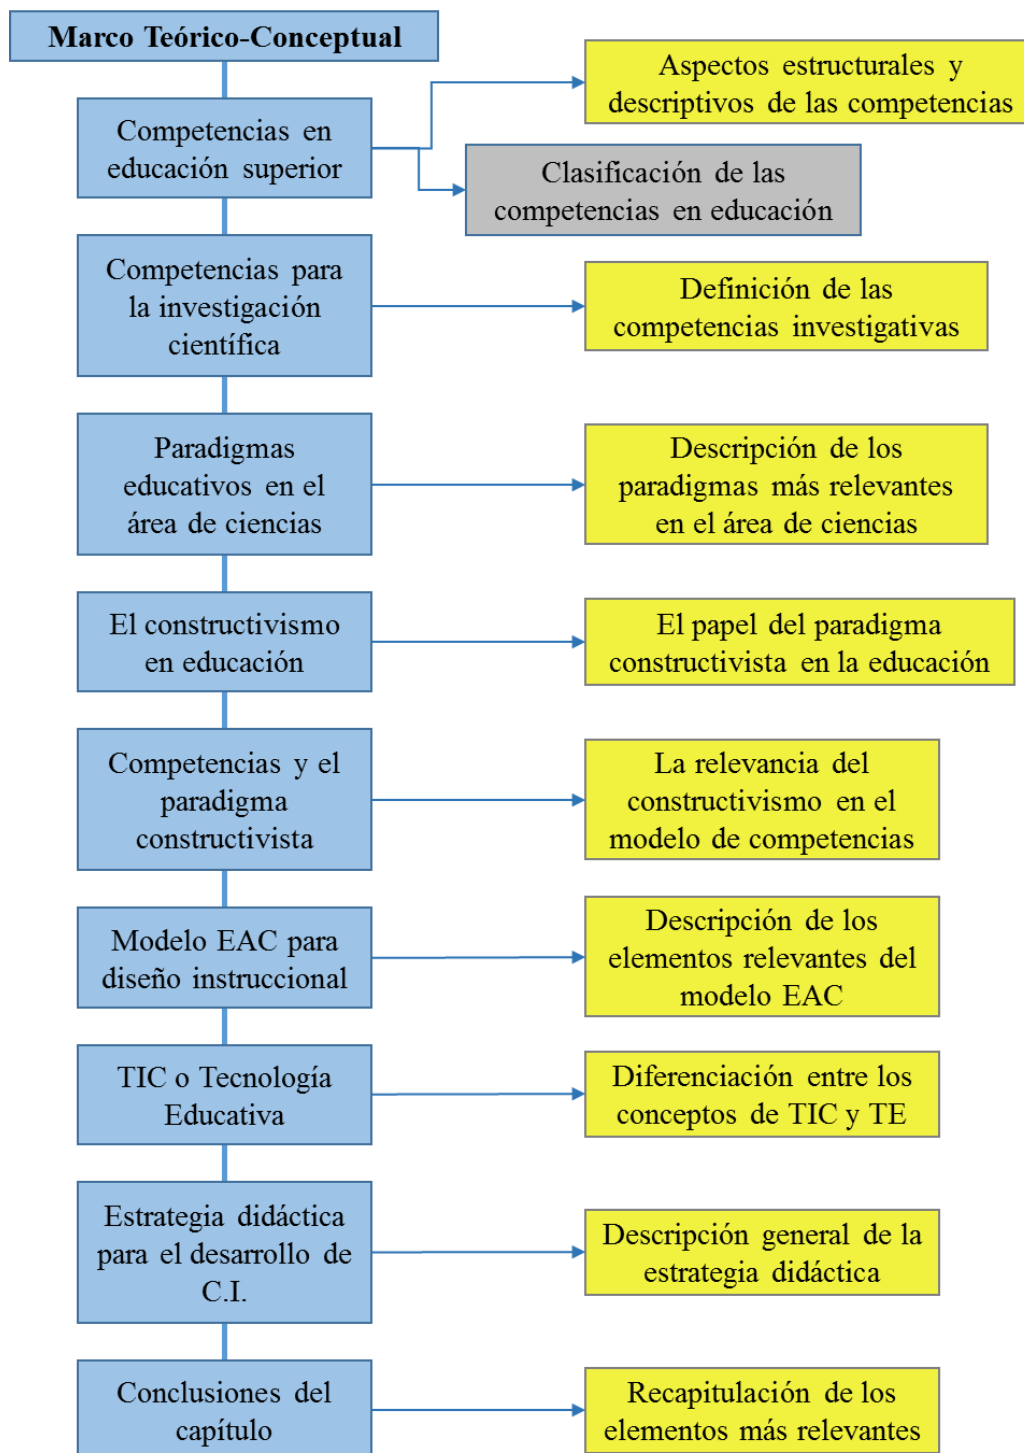 Marco Teórico-Conceptual
Competencias en
educación superior
Aspectos estructurales y
descriptivos de las competencias
Clasificación de las
competencias en educación
Competencias para
la investigación
científica
Definición de las
competencias investigativas
Paradigmas
educativos en el
área de ciencias
Descripción de los
paradigmas más relevantes
en el área de ciencias
El constructivismo
en educación
El papel del paradigma
constructivista en la educación
Competencias y el
paradigma
constructivista
La relevancia del
constructivismo en el
modelo de competencias
Modelo EAC para
diseño instruccional
Descripción de los
elementos relevantes del
modelo EAC
TIC o Tecnología
Educativa
Diferenciación entre los
conceptos de TIC y TE
Estrategia didáctica
para el desarrollo de
C.I.
Descripción general de la
estrategia didáctica
Conclusiones del
capítulo
Recapitulación de los
elementos más relevantes